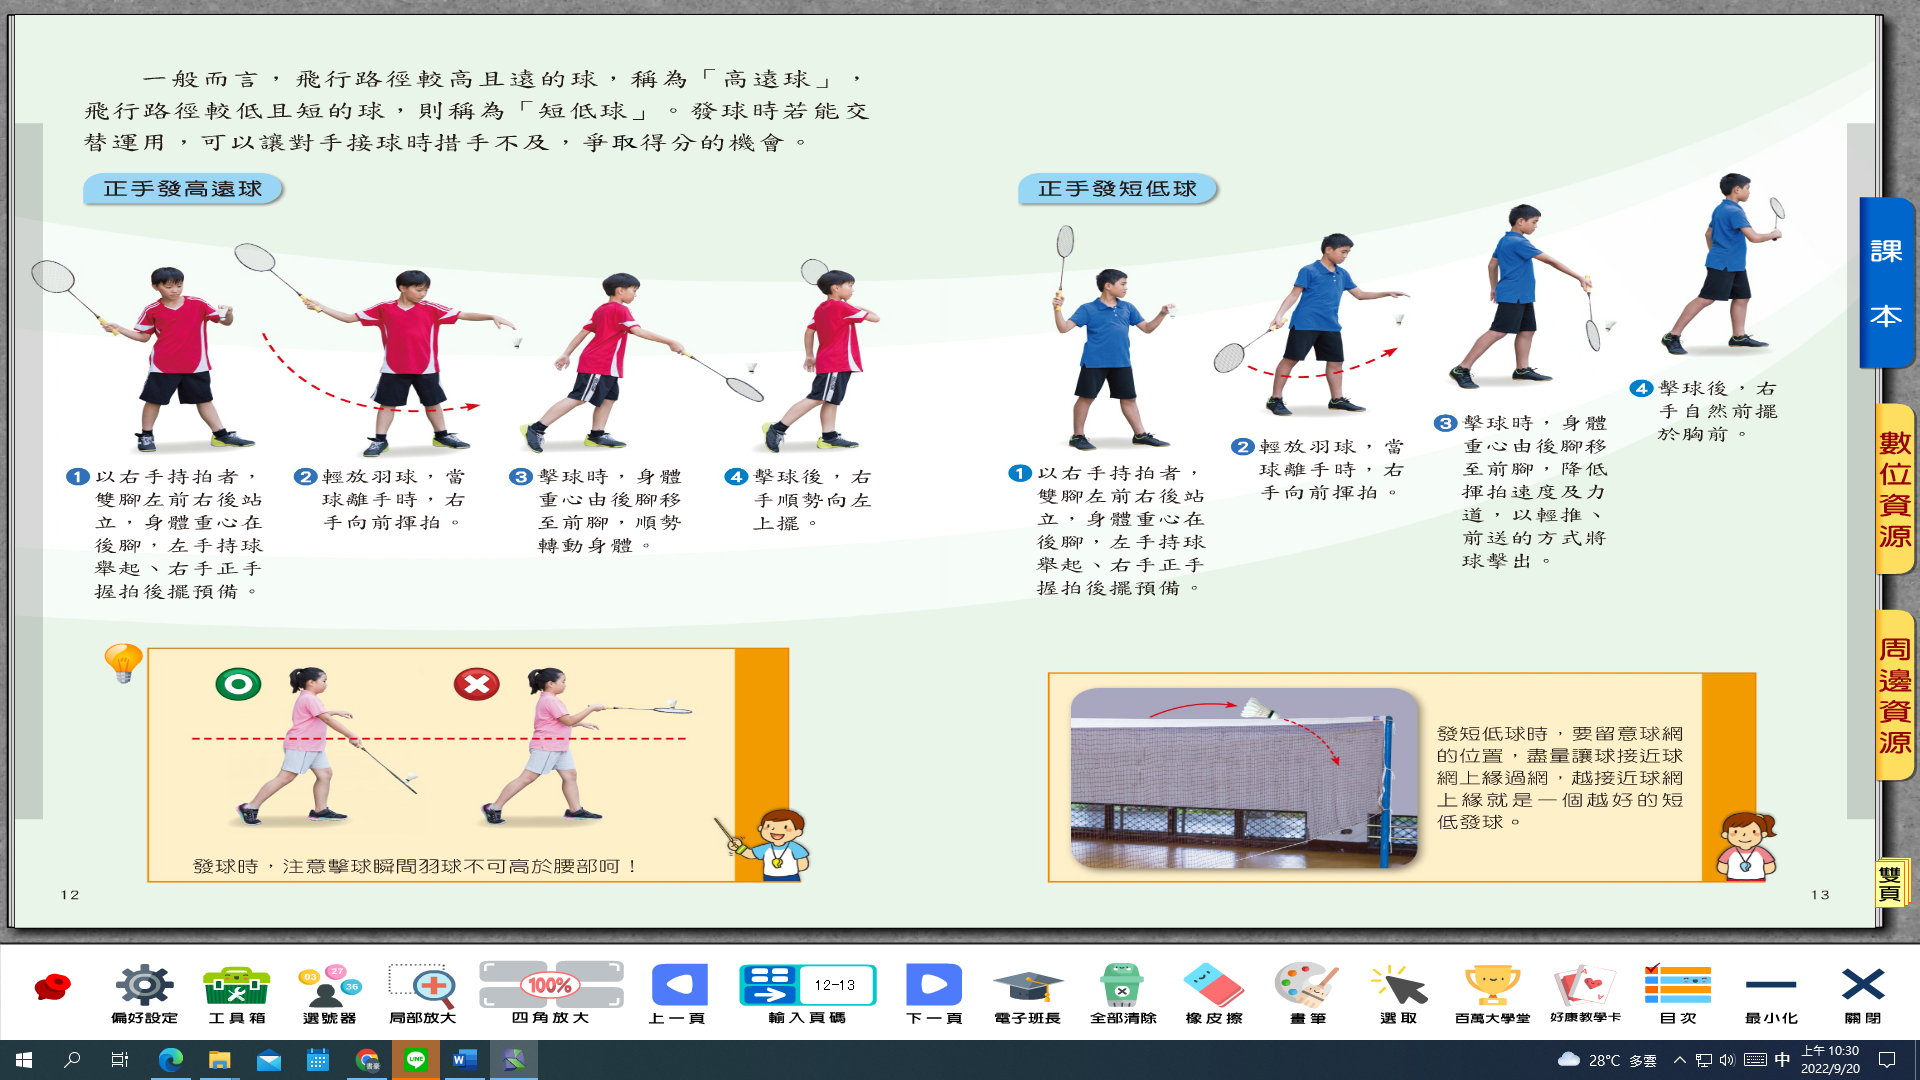 一般而言，飛行路徑較高且遠的球，稱為「高遠球」，
飛行路徑較低且短的球，則稱為「短低球」。發球時若能交
替運用，可以讓對手接球時措手不及，爭取得分的機會。
正手發高遠球
1 以右手持拍者，
雙腳左前右後站
立，身體重心在
後腳，左手持球
舉起、右手正手
握拍後擺預備。
2 輕放羽球，當
球離手時，右
手向前揮拍。
3 擊球時，身體
重心由後腳移
至前腳，順勢
轉動身體。
4 擊球後，右
手順勢向左
上擺。
發球時，注意擊球瞬間羽球不可高於腰部呵！
12
正手發短低球
1 以右手持拍者，
雙腳左前右後站
立，身體重心在
後腳，左手持球
舉起、右手正手
握拍後擺預備。
2 輕放羽球，當
球離手時，右
手向前揮拍。
3 擊球時，身體
重心由後腳移
至前腳，降低
揮拍速度及力
道，以輕推、
前送的方式將
球擊出。
4 擊球後，右
手自然前擺
於胸前。
發短低球時，要留意球網
的位置，盡量讓球接近球
網上緣過網，越接近球網
上緣就是一個越好的短
低發球。
13
課本
數位資源
周邊資源
雙頁
03 27 36
100%
12-13
偏好設定 工具箱 選號器 局部放大 四角放大 上一頁 輸入頁碼 下一頁 電子班長 全部清除 橡皮擦 畫筆 選取 百萬大學堂 好康教學卡 目次 最小化 關閉
LINE
28°C 多雲
中
上午 10:30
2022/9/20